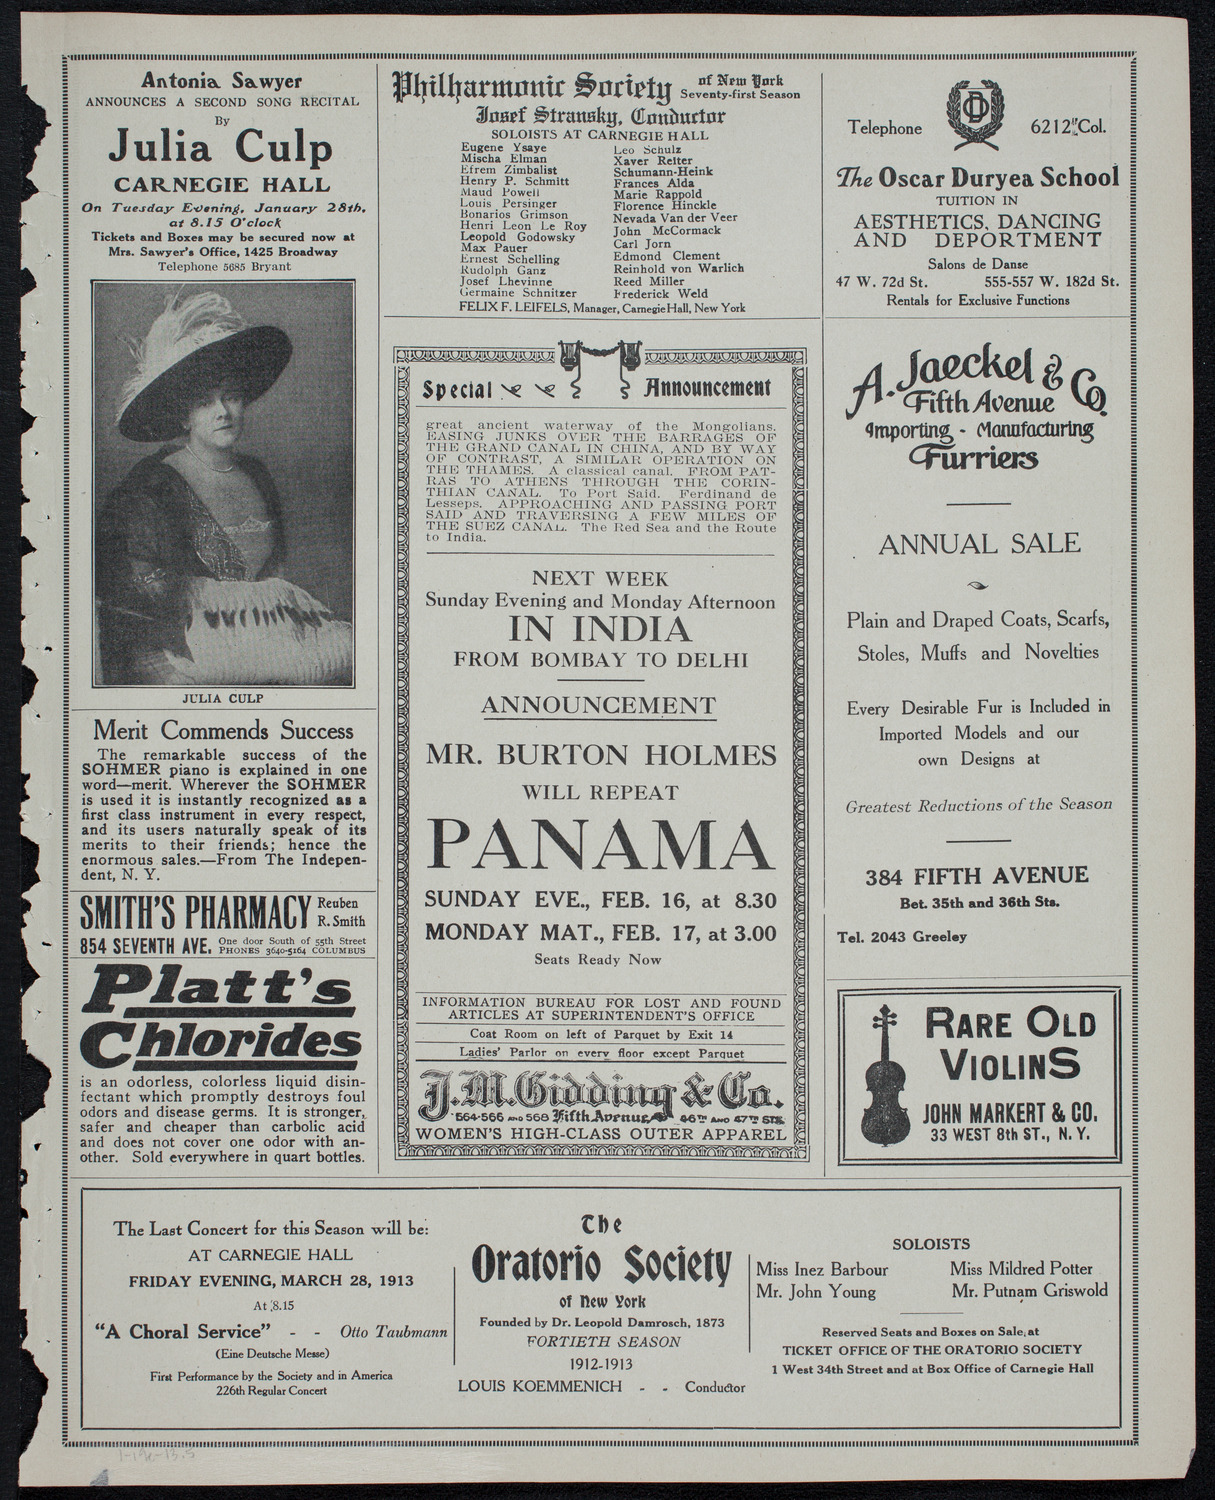 Antonia Sawyer
ANNOUNCES A SECOND SONG RECITAL
By
Julia Culp
CARNEGIE HALL
On Tuesday Evening, January 28th,
at 8.15 O'clock
Tickets and Boxes may be secured now at
Mrs. Sawyer's Office, 1425 Broadway
Telephone 5685 Bryant
JULIA CULP
Merit Commends Success
The remarkable success of the
SOHMER piano is explained in one
word—merit. Wherever the SOHMER
is used it is instantly recognized as a
first class instrument in every respect,
and its users naturally speak of its
merits to their friends; hence the
enormous sales.—From The Indepen-
dent, N. Y.
SMITH'S PHARMACY Reuben R. Smith
854 SEVENTH AVE. One door South of 55th Street
PHONES 3640-5164 COLUMBUS
Platt's
Chlorides
is an odorless, colorless liquid disin-
fectant which promptly destroys foul
odors and disease germs. It is stronger,
safer and cheaper than carbolic acid
and does not cover one odor with an-
other. Sold everywhere in quart bottles.
Philharmonic Society of New York
Seventy-first Season
Josef Stransky, Conductor
SOLOISTS AT CARNEGIE HALL
Eugene Ysaye
Mischa Elman
Efrem Zimbalist
Henry P. Schmitt
Maud Powell
Louis Persinger
Bonarios Grimson
Henri Leon Le Roy
Leopold Godowsky
Max Pauer
Ernest Schelling
Rudolph Ganz
Josef Lhevinne
Germaine Schnitzer
Leo Schulz
Xaver Reiter
Schumann-Heink
Frances Alda
Marie Rappold
Florence Hinckle
Nevada Van der Veer
John McCormack
Carl Jorn
Edmond Clement
Reinhold von Warlich
Reed Miller
Frederick Weld
FELIX F. LEIFELS, Manager, Carnegie Hall, New York
Special Announcement
great ancient waterway of the Mongolians.
EASING JUNKS OVER THE BARRAGES OF
THE GRAND CANAL IN CHINA, AND BY WAY
OF CONTRAST, A SIMILAR OPERATION ON
THE THAMES. A classical canal. FROM PAT-
RAS TO ATHENS THROUGH THE CORIN-
THIAN CANAL. To Port Said. Ferdinand de
Lesseps. APPROACHING AND PASSING PORT
SAID AND TRAVERSING A FEW MILES OF
THE SUEZ CANAL. The Red Sea and the Route
to India.
NEXT WEEK
Sunday Evening and Monday Afternoon
IN INDIA
FROM BOMBAY TO DELHI
ANNOUNCEMENT
MR. BURTON HOLMES
WILL REPEAT
PANAMA
SUNDAY EVE., FEB. 16, at 8.30
MONDAY MAT., FEB. 17, at 3.00
Seats Ready Now
INFORMATION BUREAU FOR LOST AND FOUND
ARTICLES AT SUPERINTENDENT'S OFFICE
Coat Room on left of Parquet by Exit 14
Ladies' Parlor on every floor except Parquet
J. M. Gidding & Co.
564-566 AND 568 Fifth Avenue 46TH AND 47TH STS.
WOMEN'S HIGH-CLASS OUTER APPAREL
Telephone OD 6212 Col.
The Oscar Duryea School
TUITION IN
AESTHETICS, DANCING
AND DEPORTMENT
Salons de Danse
47 W. 72d St. 555-557 W. 182d St.
Rentals for Exclusive Functions
A. Jaeckel & Co.
Fifth Avenue
Importing - Manufacturing
Furriers
ANNUAL SALE
Plain and Draped Coats, Scarfs,
Stoles, Muffs and Novelties
Every Desirable Fur is Included in
Imported Models and our
own Designs at
Greatest Reductions of the Season
384 FIFTH AVENUE
Bet. 35th and 36th Sts.
Tel. 2043 Greeley
RARE OLD
VIOLINS
JOHN MARKERT & CO.
33 WEST 8th ST., N. Y.
The Last Concert for this Season will be:
AT CARNEGIE HALL
FRIDAY EVENING, MARCH 28, 1913
At 8.15
"A Choral Service" - - Otto Taubmann
(Eine Deutsche Messe)
First Performance by the Society and in America
226th Regular Concert
The
Oratorio Society
of New York
Founded by Dr. Leopold Damrosch, 1873
FORTIETH SEASON
1912-1913
LOUIS KOEMMENICH - - Conductor
SOLOISTS
Miss Inez Barbour Miss Mildred Potter
Mr. John Young Mr. Putnam Griswold
Reserved Seats and Boxes on Sale at
TICKET OFFICE OF THE ORATORIO SOCIETY
1 West 34th Street and at Box Office of Carnegie Hall